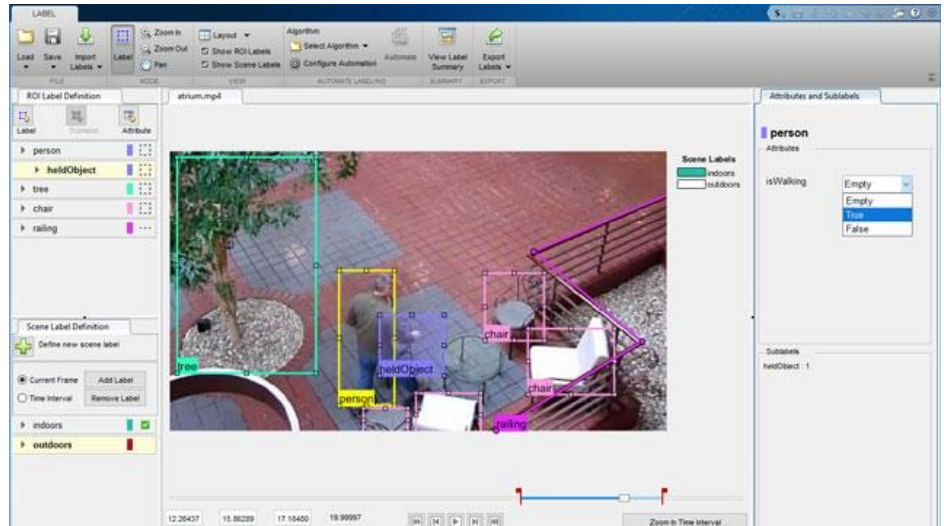 LABEL
Load
Save
Import Labels
Label
Zoom In
Zoom Out
Pan
Layout
Show ROI Labels
Show Scene Labels
Algorithm:
Select Algorithm
Configure Automation
Automate
View Label Summary
Export Labels
FILE
MODE
VIEW
AUTOMATE LABELING
SUMMARY
EXPORT
ROI Label Definition
Label
Sublabel
Attribute
person
heldObject
tree
chair
railing
Scene Label Definition
Define new scene label
Current Frame
Add Label
Time Interval
Remove Label
indoors
outdoors
atrium.mp4
tree
person
heldObject
chair
chair
railing
Scene Labels
indoors
outdoors
12.26437
15.86289
17.18460
19.99997
Zoom In Time Interval
Attributes and Sublabels
person
Attributes
isWalking
Empty
Empty
True
False
Sublabels
heldObject : 1